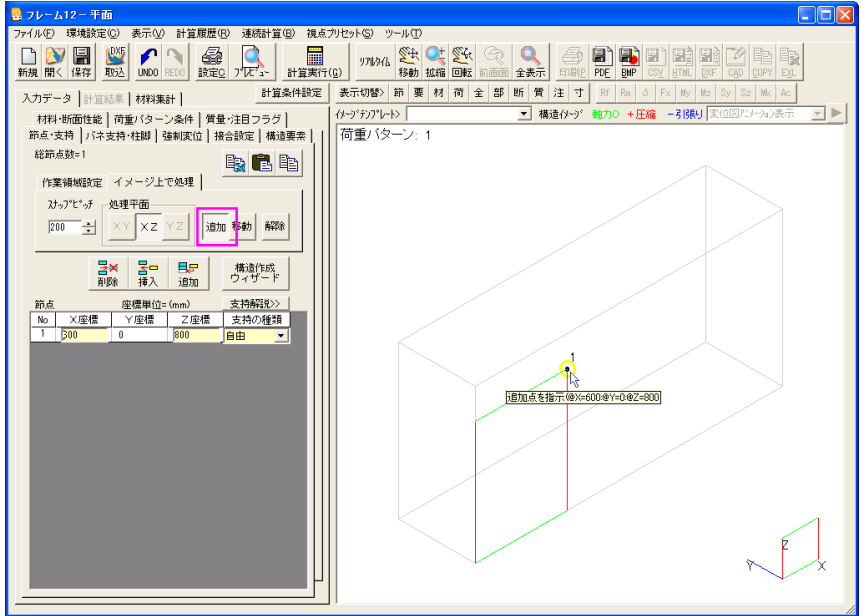 フレーム12 - 平面
ファイル(F) 環境設定(C) 表示(V) 計算履歴(R) 連続計算(B) 視点プリセット(S) ツール(T)
新規 開く 保存 取込 UNDO REDO 設定C プレビュー 計算実行(G) リアルタイム 移動 拡縮 回転 前画面 全表示 印刷P PDF BMP CSV HTML DXF CAD COPY EXL
入力データ 計算結果 材料集計 計算条件設定
表示切替> 節 要 材 荷 全 部 断 質 注 寸 Rf Rm δ Fx My Mz Sy Sz Mk Ac
イメージテンプレート> 構造イメージ 軸力0 +圧縮 -引張り 変位図アニメーション表示
材料・断面性能 荷重パターン条件 質量・注目フラグ
節点・支持 バネ支持・柱脚 強制変位 接合設定 構造要素
総節点数=1
作業領域設定 イメージ上で処理
スナップピッチ 処理平面
200 XY XZ YZ 追加 移動 解除
削除 挿入 追加 構造作成
ウィザード
節点 座標単位=(mm) 支持解説>>
No X座標 Y座標 Z座標 支持の種類
1 600 0 800 自由
荷重パターン: 1
1
追加点を指示(@X=600:@Y=0:@Z=800)
Z
Y X